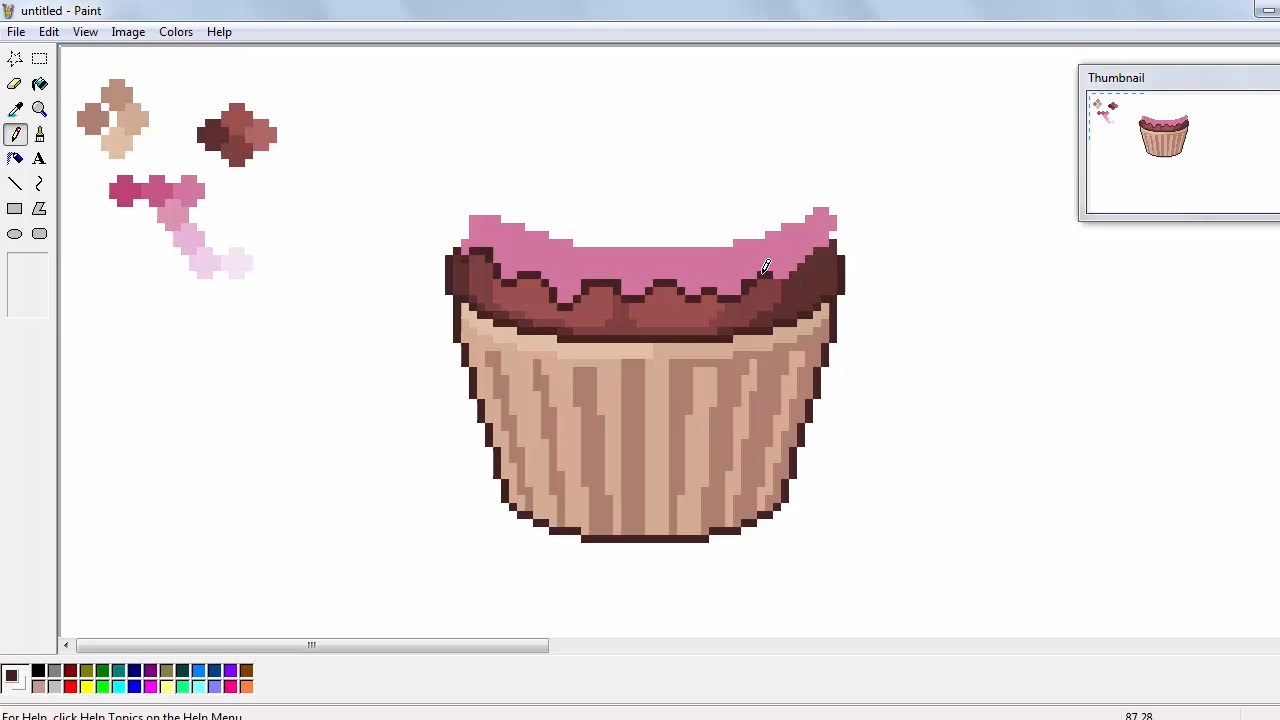 untitled - Paint
File Edit View Image Colors Help
Thumbnail
A
For Help, click Help Topics on the Help Menu.
87,28